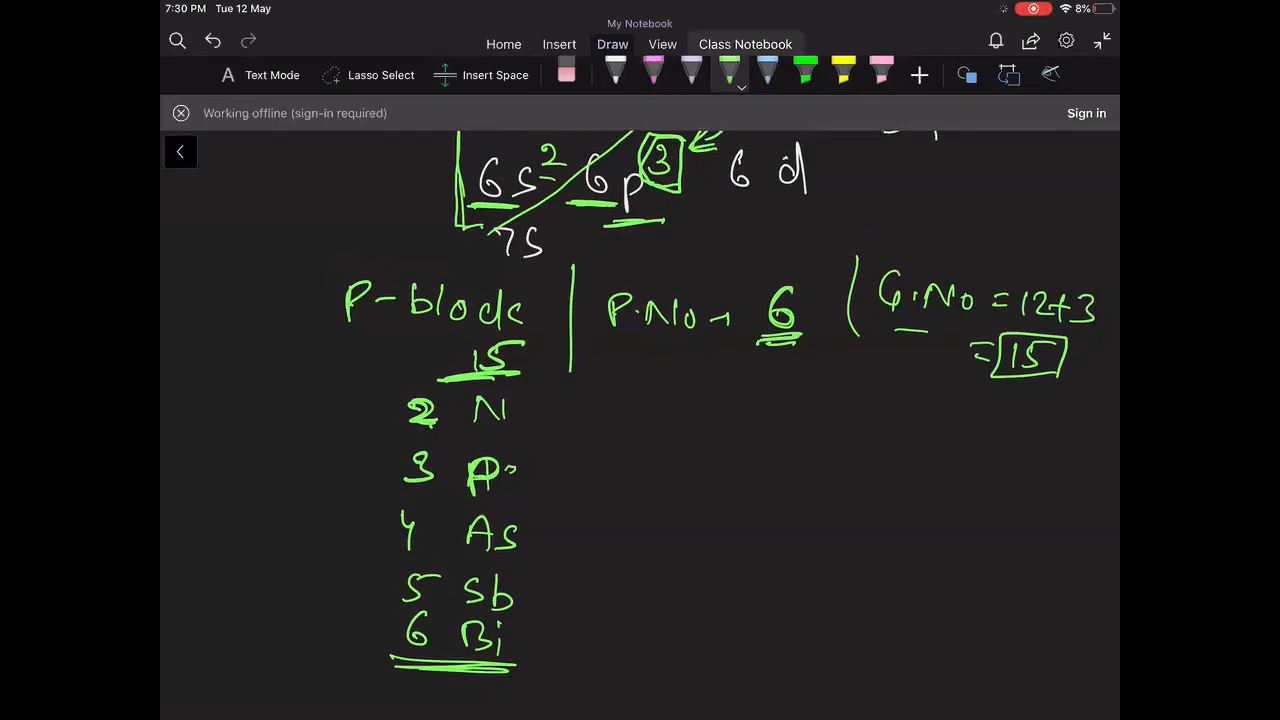 7:30 PM Tue 12 May 8%
My Notebook
Home Insert Draw View Class Notebook
Text Mode Lasso Select Insert Space
Working offline (sign-in required) Sign in
6s² 6p³ 6d
7s
P-block | P.No → 6 | G.No = 12+3
= 15
15
2 N
3 P
4 As
5 Sb
6 Bi